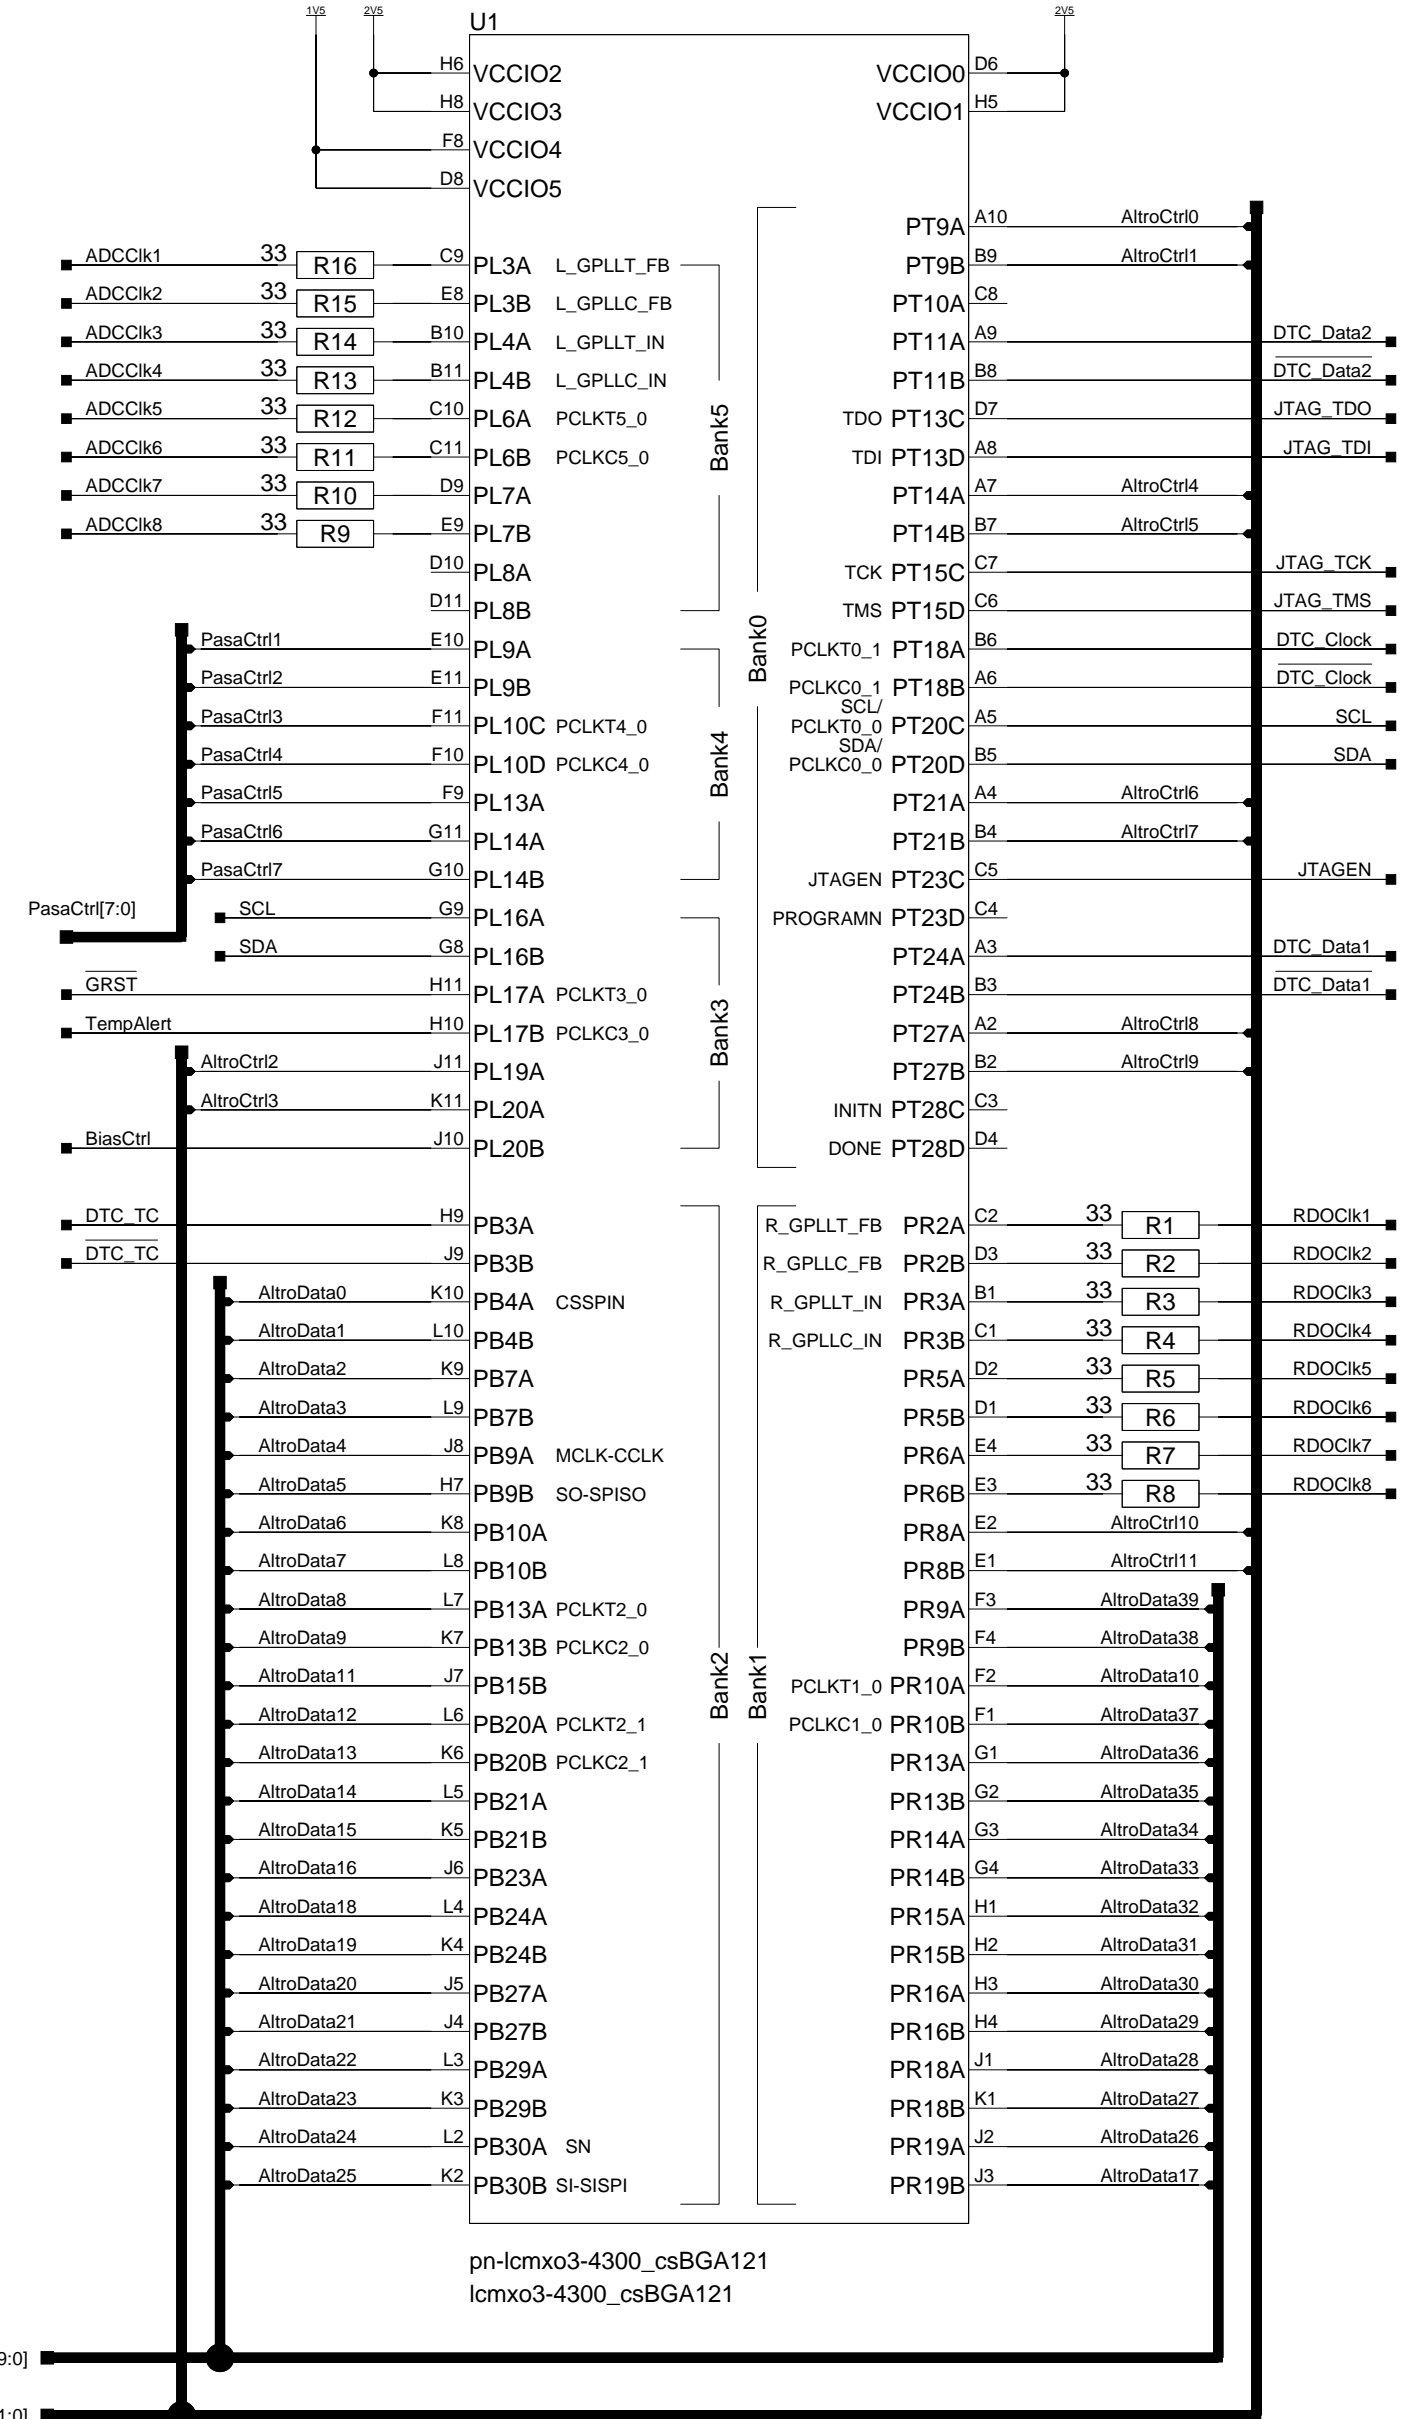 1V5 2V5 U1 2V5
H6 VCCIO2 VCCIO0 D6
H8 VCCIO3 VCCIO1 H5
F8 VCCIO4
D8 VCCIO5
PT9A A10 AltroCtrl0
ADCClk1 33 R16 C9 PL3A L_GPLLT_FB PT9B B9 AltroCtrl1
ADCClk2 33 R15 E8 PL3B L_GPLLC_FB PT10A C8
ADCClk3 33 R14 B10 PL4A L_GPLLT_IN PT11A A9 DTC_Data2
ADCClk4 33 R13 B11 PL4B L_GPLLC_IN PT11B B8 DTC_Data2
ADCClk5 33 R12 C10 PL6A PCLKT5_0 TDO PT13C D7 JTAG_TDO
Bank5
ADCClk6 33 R11 C11 PL6B PCLKC5_0 TDI PT13D A8 JTAG_TDI
ADCClk7 33 R10 D9 PL7A PT14A A7 AltroCtrl4
ADCClk8 33 R9 E9 PL7B PT14B B7 AltroCtrl5
D10 PL8A TCK PT15C C7 JTAG_TCK
D11 PL8B TMS PT15D C6 JTAG_TMS
Bank0
PasaCtrl1 E10 PL9A PCLKT0_1 PT18A B6 DTC_Clock
PasaCtrl2 E11 PL9B PCLKC0_1 PT18B A6 DTC_Clock
SCL/
PasaCtrl3 F11 PL10C PCLKT4_0 PCLKT0_0 PT20C A5 SCL
SDA/
PasaCtrl4 F10 PL10D PCLKC4_0 PCLKC0_0 PT20D B5 SDA
Bank4
PasaCtrl5 F9 PL13A PT21A A4 AltroCtrl6
PasaCtrl6 G11 PL14A PT21B B4 AltroCtrl7
PasaCtrl7 G10 PL14B JTAGEN PT23C C5 JTAGEN
PasaCtrl[7:0]
SCL G9 PL16A PROGRAMN PT23D C4
SDA G8 PL16B PT24A A3 DTC_Data1
GRST H11 PL17A PCLKT3_0 PT24B B3 DTC_Data1
TempAlert H10 PL17B PCLKC3_0 PT27A A2 AltroCtrl8
Bank3
AltroCtrl2 J11 PL19A PT27B B2 AltroCtrl9
AltroCtrl3 K11 PL20A INITN PT28C C3
BiasCtrl J10 PL20B DONE PT28D D4
DTC_TC H9 PB3A R_GPLLT_FB PR2A C2 33 R1 RDOClk1
DTC_TC J9 PB3B R_GPLLC_FB PR2B D3 33 R2 RDOClk2
AltroData0 K10 PB4A CSSPIN R_GPLLT_IN PR3A B1 33 R3 RDOClk3
AltroData1 L10 PB4B R_GPLLC_IN PR3B C1 33 R4 RDOClk4
AltroData2 K9 PB7A PR5A D2 33 R5 RDOClk5
AltroData3 L9 PB7B PR5B D1 33 R6 RDOClk6
AltroData4 J8 PB9A MCLK-CCLK PR6A E4 33 R7 RDOClk7
AltroData5 H7 PB9B SO-SPISO PR6B E3 33 R8 RDOClk8
AltroData6 K8 PB10A PR8A E2 AltroCtrl10
AltroData7 L8 PB10B PR8B E1 AltroCtrl11
AltroData8 L7 PB13A PCLKT2_0 PR9A F3 AltroData39
AltroData9 K7 PB13B PCLKC2_0 PR9B F4 AltroData38
AltroData11 J7 PB15B PCLKT1_0 PR10A F2 AltroData10
Bank2 Bank1
AltroData12 L6 PB20A PCLKT2_1 PCLKC1_0 PR10B F1 AltroData37
AltroData13 K6 PB20B PCLKC2_1 PR13A G1 AltroData36
AltroData14 L5 PB21A PR13B G2 AltroData35
AltroData15 K5 PB21B PR14A G3 AltroData34
AltroData16 J6 PB23A PR14B G4 AltroData33
AltroData18 L4 PB24A PR15A H1 AltroData32
AltroData19 K4 PB24B PR15B H2 AltroData31
AltroData20 J5 PB27A PR16A H3 AltroData30
AltroData21 J4 PB27B PR16B H4 AltroData29
AltroData22 L3 PB29A PR18A J1 AltroData28
AltroData23 K3 PB29B PR18B K1 AltroData27
AltroData24 L2 PB30A SN PR19A J2 AltroData26
AltroData25 K2 PB30B SI-SISPI PR19B J3 AltroData17
pn-lcmxo3-4300_csBGA121
lcmxo3-4300_csBGA121
9:0]
1:0]